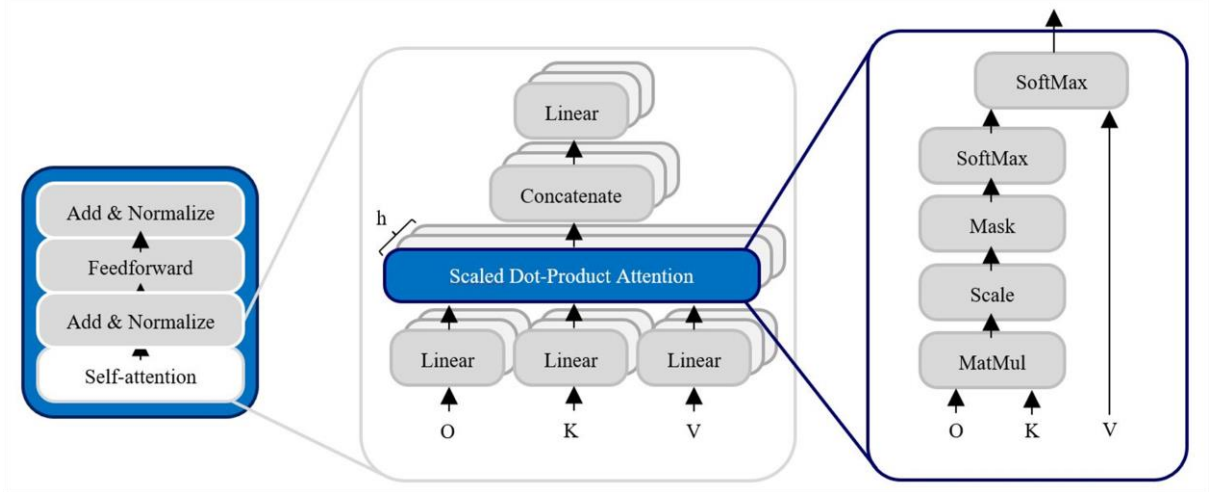 Add & Normalize
Feedforward
Add & Normalize
Self-attention
Linear
Concatenate
h
Scaled Dot-Product Attention
Linear Linear Linear
O K V
SoftMax
SoftMax
Mask
Scale
MatMul
O K V